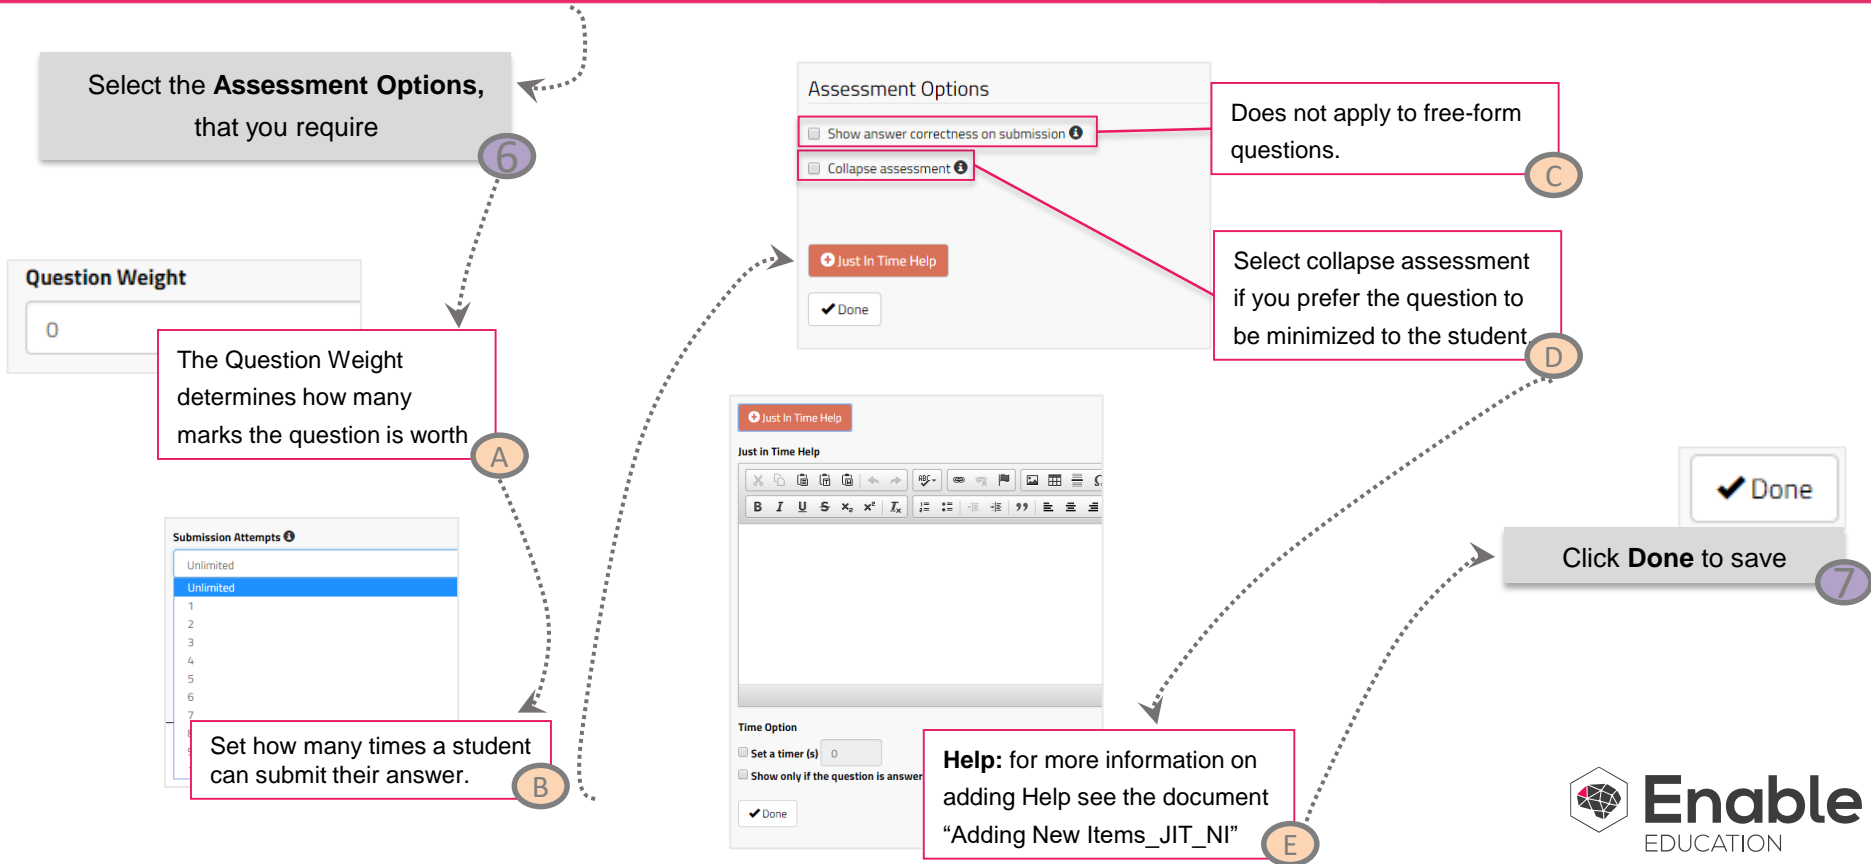 Select the Assessment Options,
that you require
6
Question Weight
0
The Question Weight
determines how many
marks the question is worth
A
Submission Attempts
Unlimited
Unlimited
1
2
3
4
5
6
7
Set how many times a student
can submit their answer.
B
Assessment Options
Show answer correctness on submission
Collapse assessment
Just In Time Help
Done
Does not apply to free-form
questions.
C
Select collapse assessment
if you prefer the question to
be minimized to the student.
D
Just In Time Help
Just in Time Help
ABC
B I U S x₂ x² Tx
Time Option
Set a timer (s) 0
Show only if the question is answer
Done
Help: for more information on
adding Help see the document
“Adding New Items_JIT_NI”
E
Done
Click Done to save
7
Enable
EDUCATION